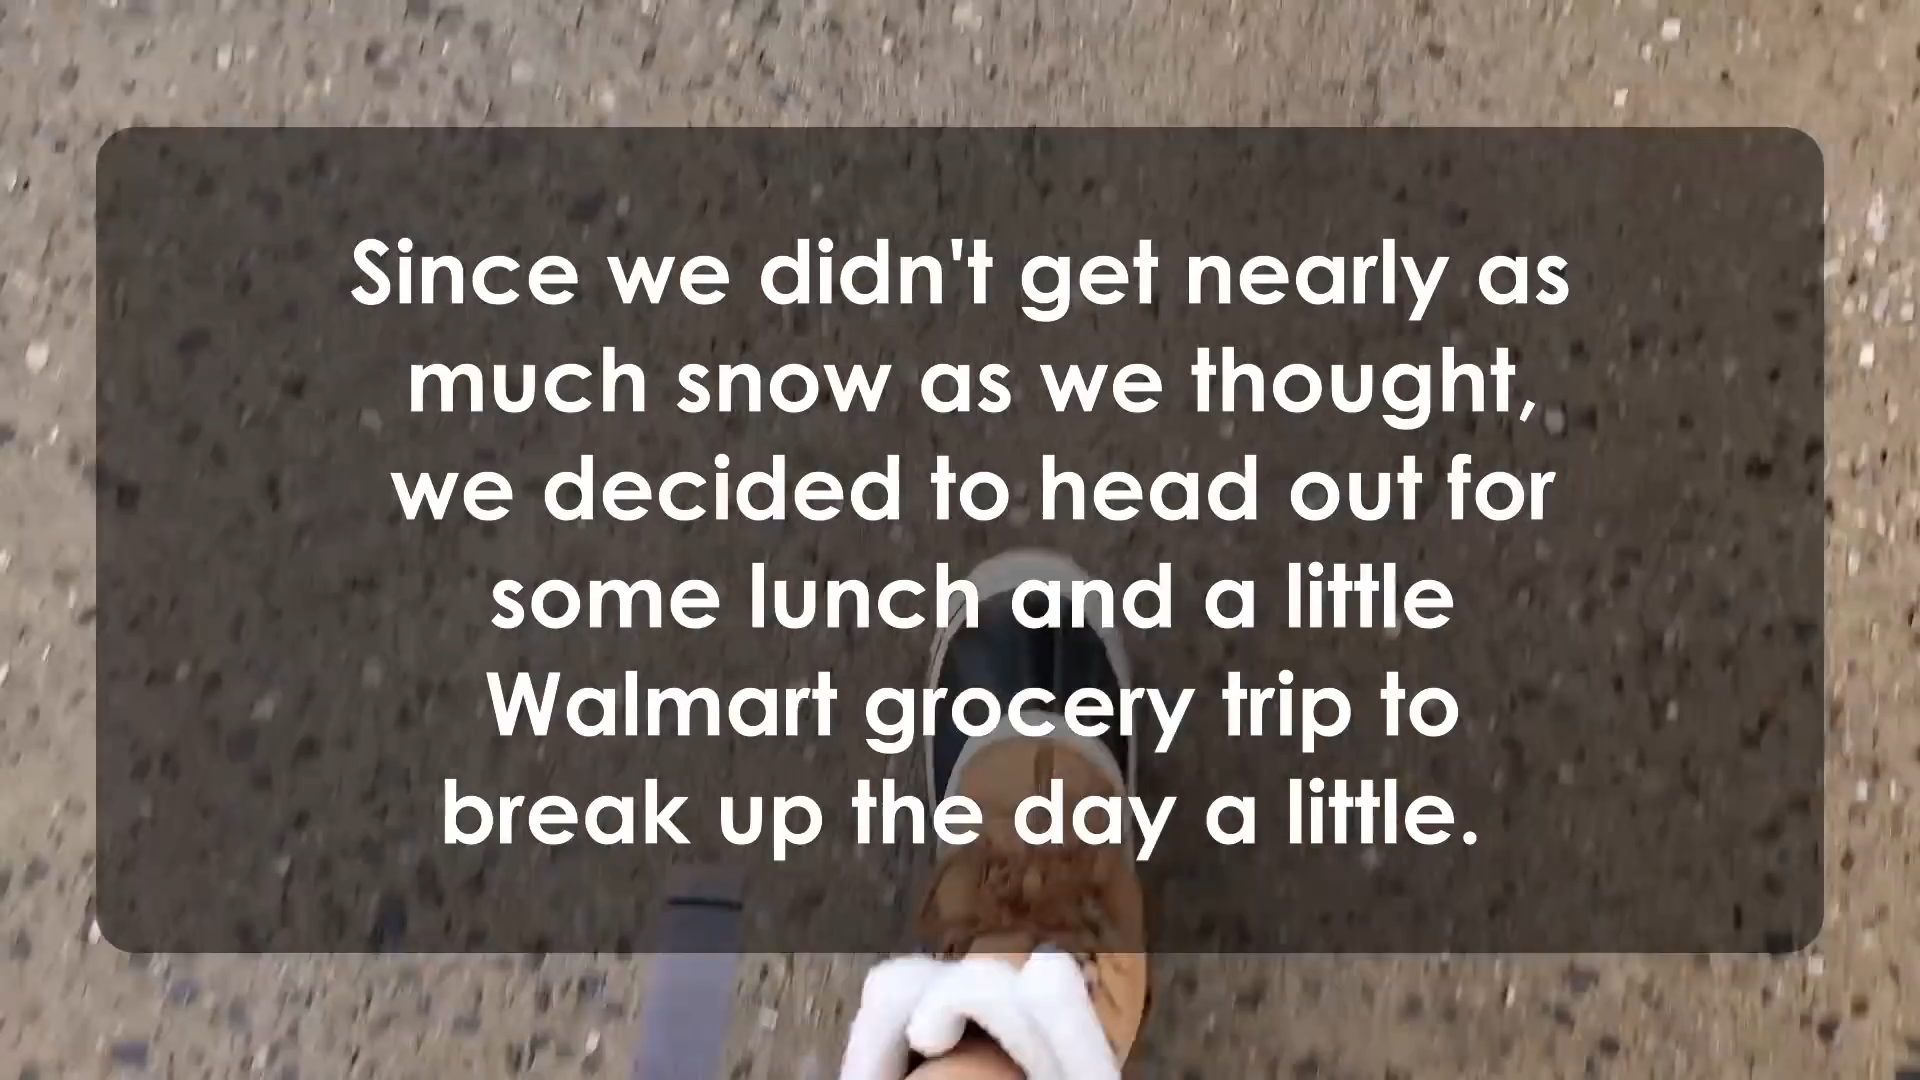 Since we didn't get nearly as
much snow as we thought,
we decided to head out for
some lunch and a little
Walmart grocery trip to
break up the day a little.